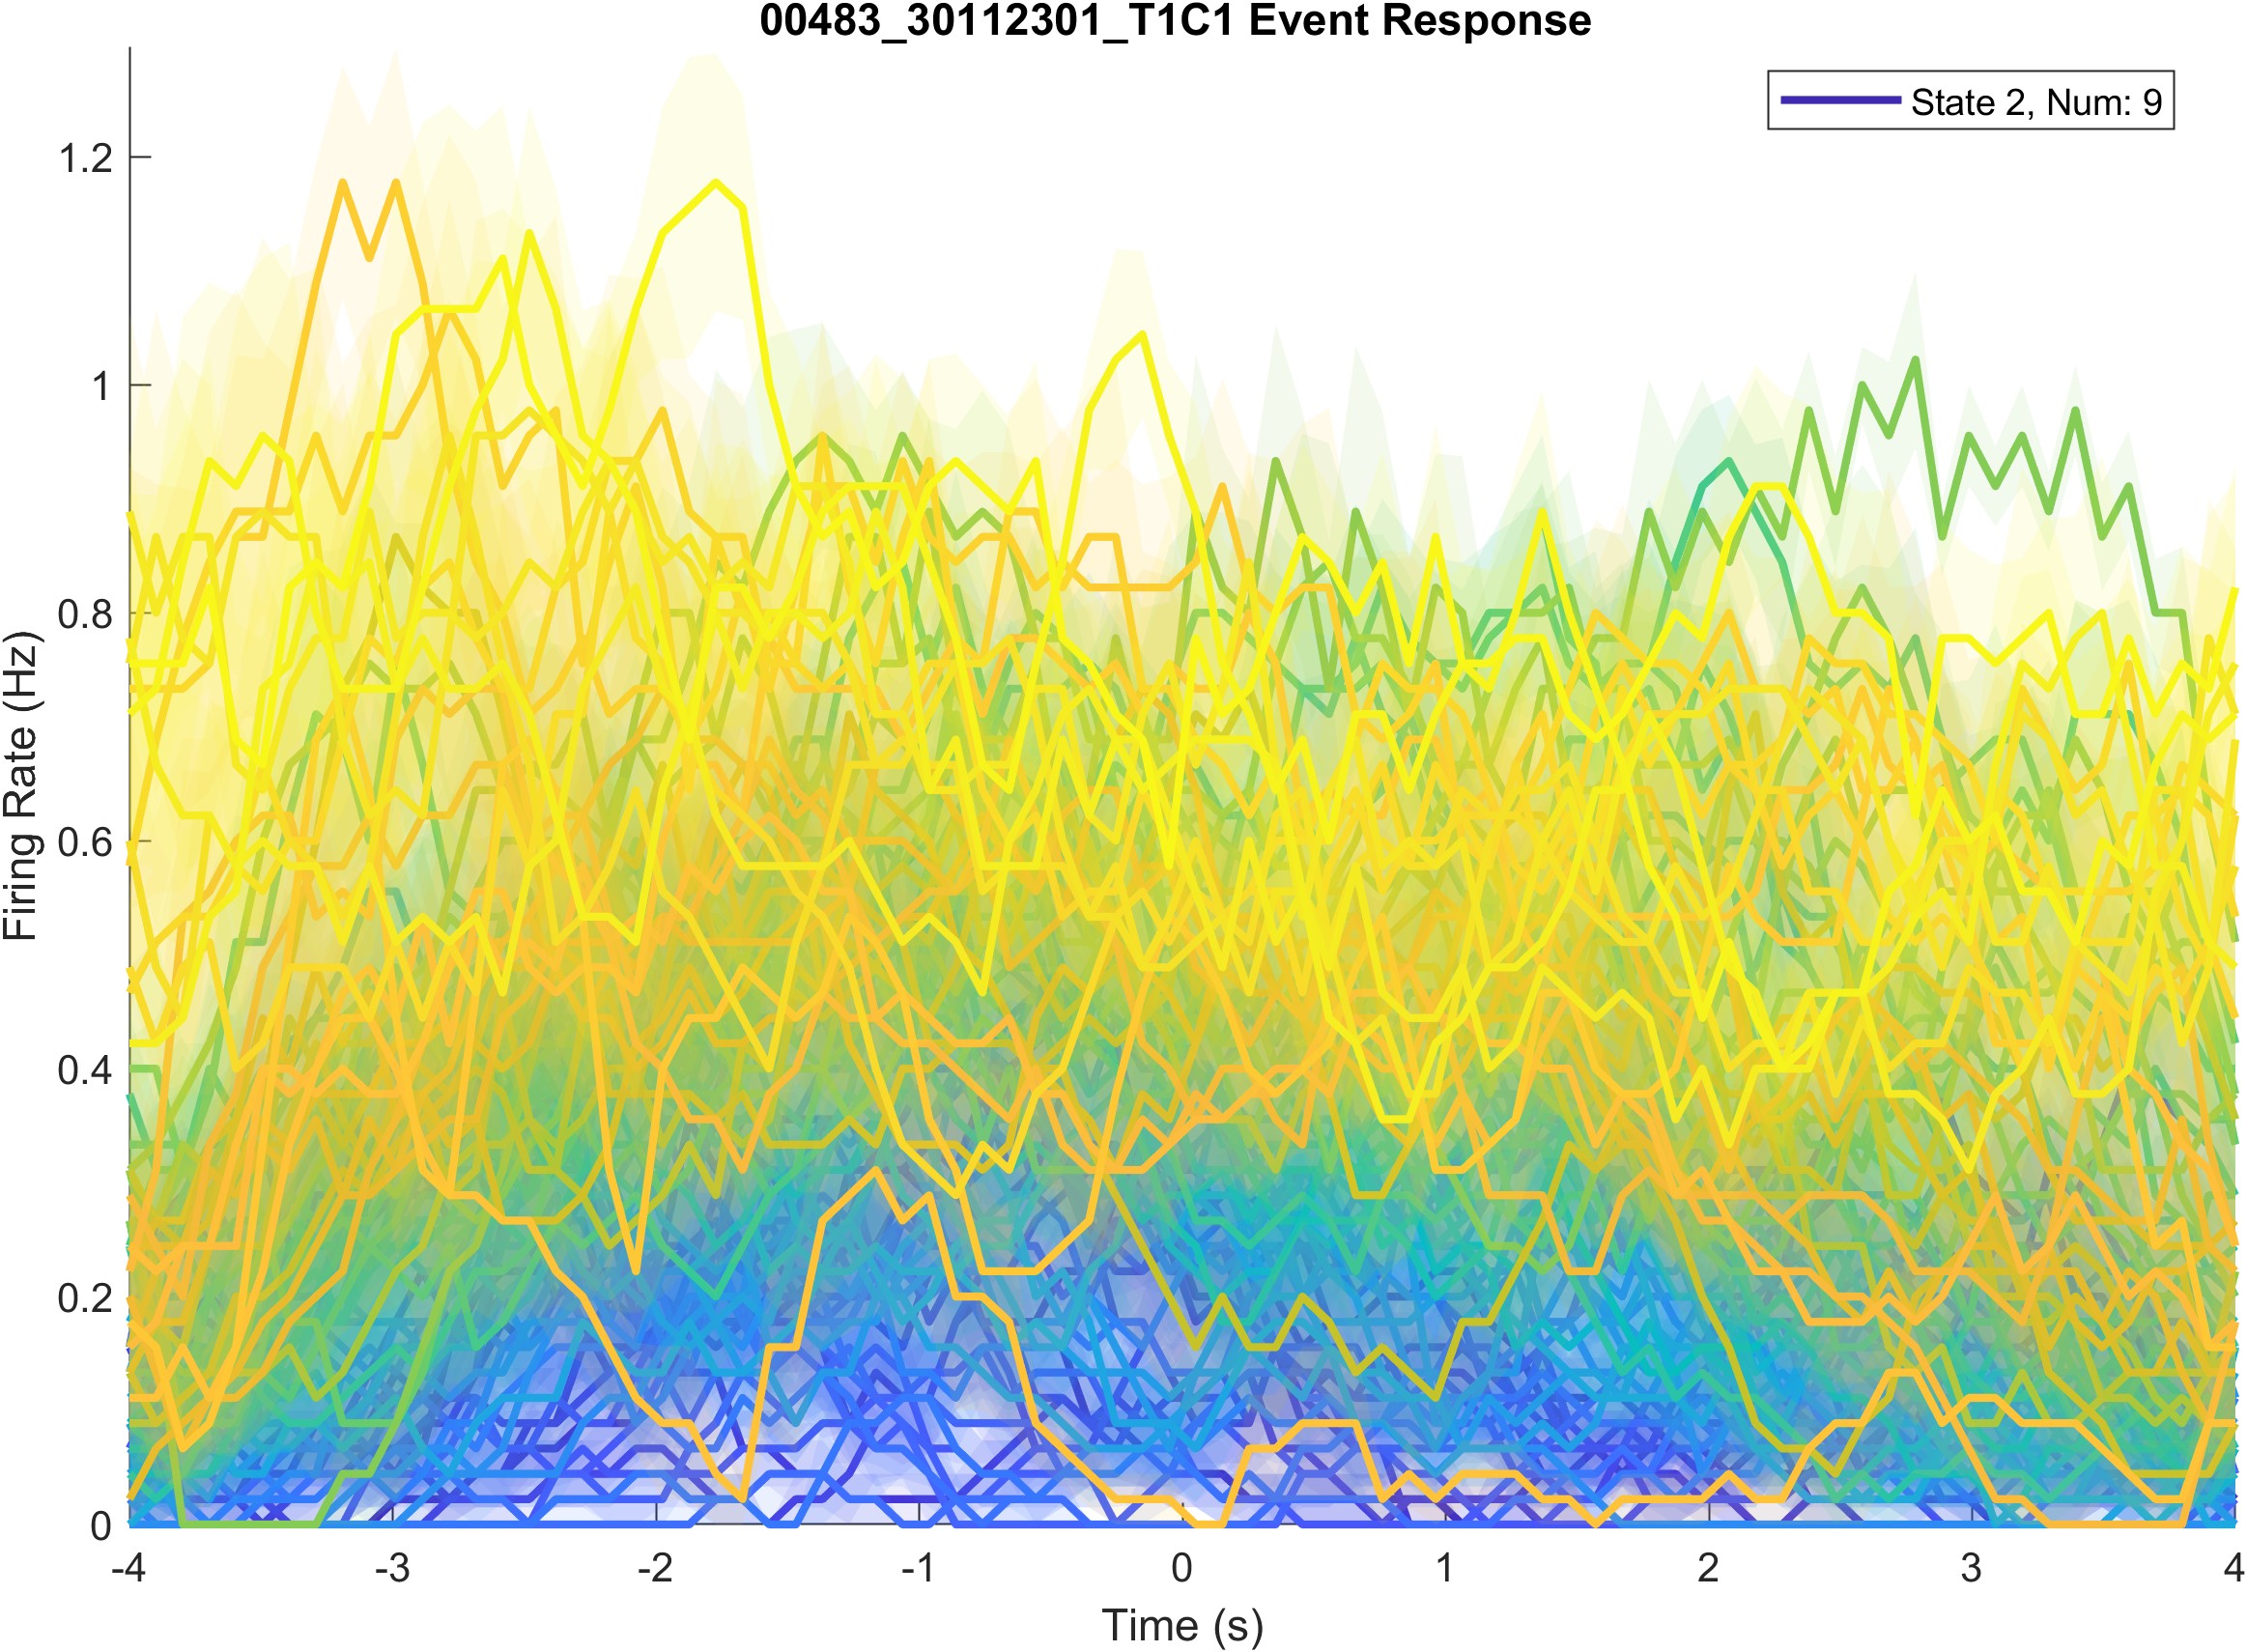 00483_30112301_T1C1 Event Response
State 2, Num: 9
Firing Rate (Hz)
1.2
1
0.8
0.6
0.4
0.2
0
-4 -3 -2 -1 0 1 2 3 4
Time (s)